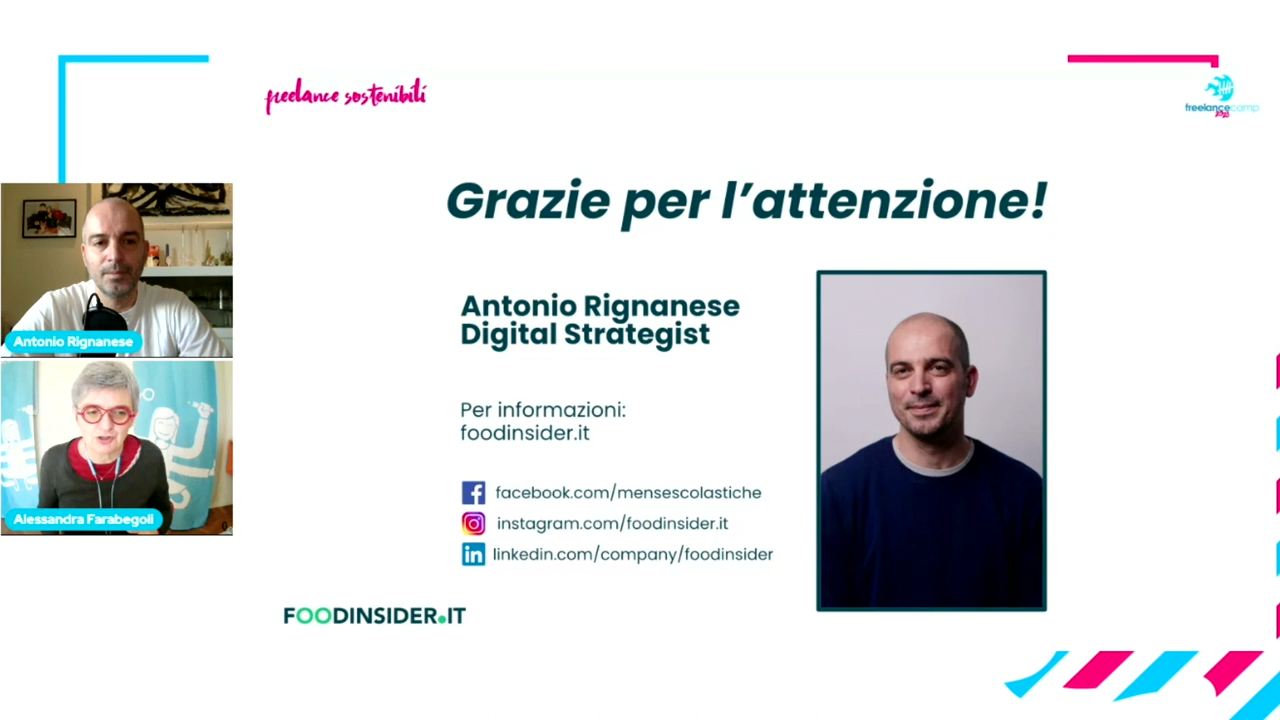 freelance sostenibili
freelancecamp
Grazie per l'attenzione!
Antonio Rignanese
Digital Strategist
Per informazioni:
foodinsider.it
facebook.com/mensescolastiche
instagram.com/foodinsider.it
linkedin.com/company/foodinsider
FOODINSIDER.IT
Antonio Rignanese
Alessandra Farabegoli